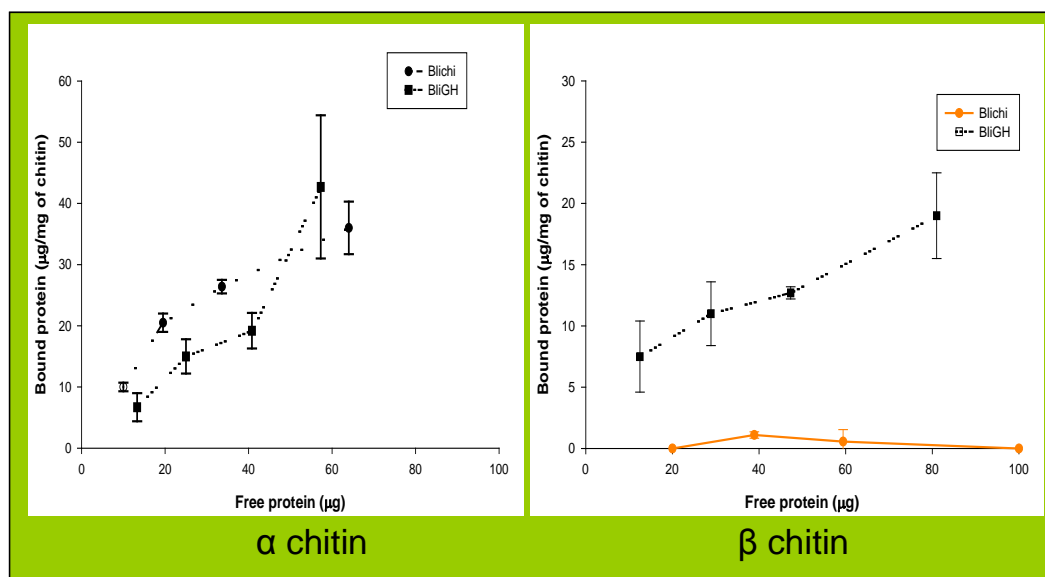 Blichi
BliGH
60
50
40
30
20
10
0
Bound protein (µg/mg of chitin)
0 20 40 60 80 100
Free protein (µg)
α chitin
Blichi
BliGH
30
25
20
15
10
5
0
Bound protein (µg/mg of chitin)
0 20 40 60 80 100
Free protein (µg)
β chitin